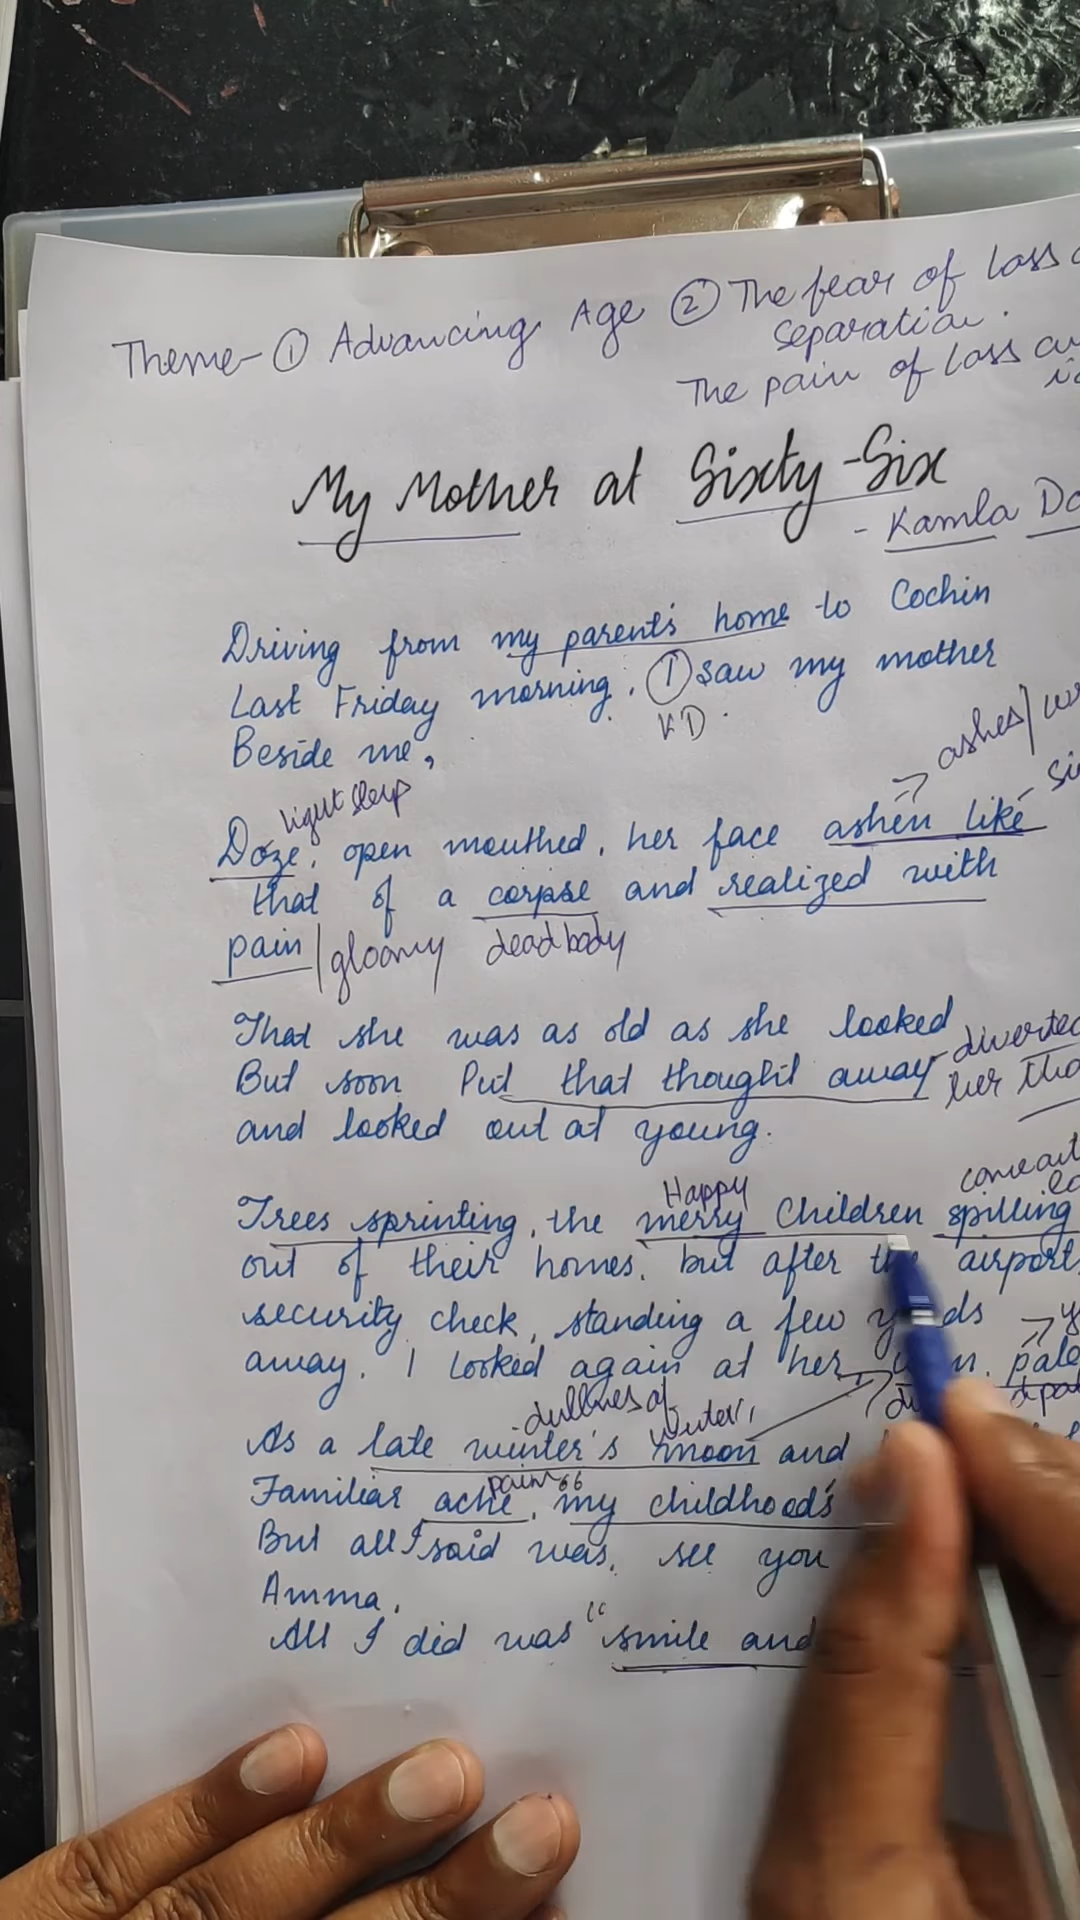 Theme- ① Advancing Age ② The fear of loss
separation.
The pain of loss
My Mother at Sixty-Six
- Kamla
Driving from my parent's home to Cochin
Last Friday morning, I saw my mother
KD.
Beside me,
ashes/
light sleep
Doze, open mouthed, her face ashen like
that of a corpse and realized with
pain/gloomy deadbody
That she was as old as she looked
But soon Put that thought away
and looked out at young.
Happy
Trees sprinting, the merry Children spilling
out of their homes, but after the airport
security check, standing a few
away. I looked again at her, pale
dullness of winter's
As a late winter's moon and
pain
Familiar ache, my childhood's
But all I said was, see you
Amma,
All I did was "smile and